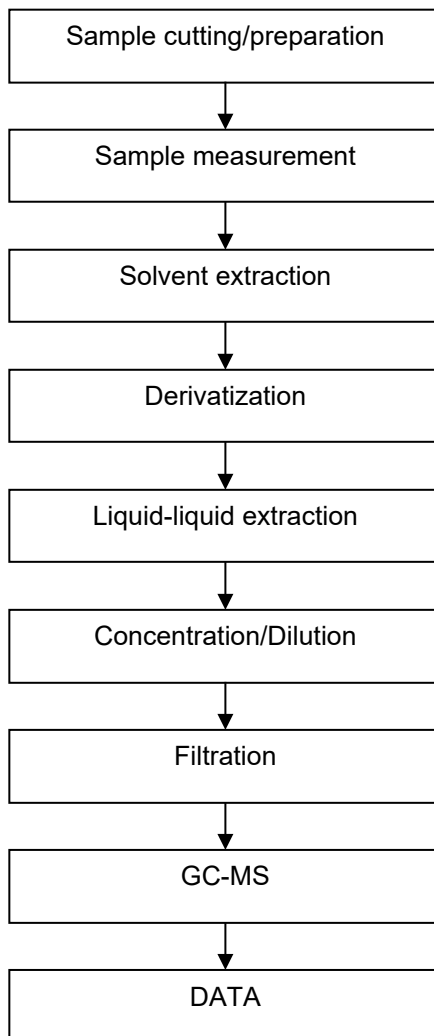 Sample cutting/preparation
Sample measurement
Solvent extraction
Derivatization
Liquid-liquid extraction
Concentration/Dilution
Filtration
GC-MS
DATA